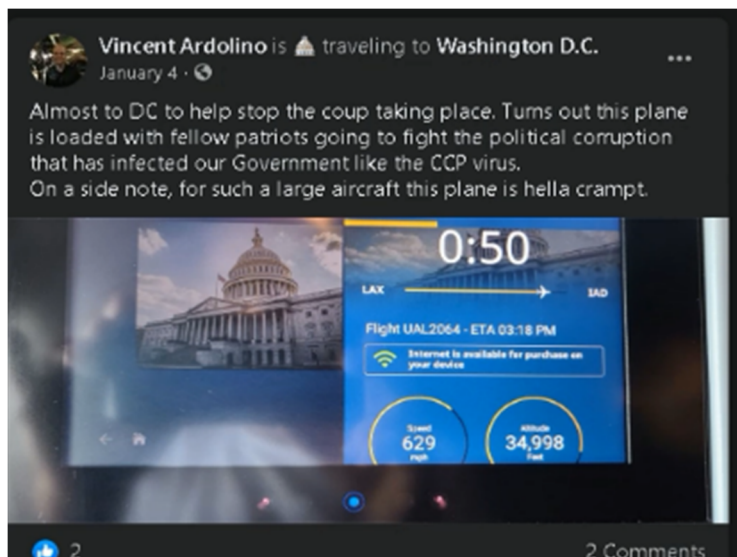 Vincent Ardolino is traveling to Washington D.C.
January 4 ·
Almost to DC to help stop the coup taking place. Turns out this plane
is loaded with fellow patriots going to fight the political corruption
that has infected our Government like the CCP virus.
On a side note, for such a large aircraft this plane is hella crampt.
0:50
LAX IAD
Flight UAL2064 - ETA 03:18 PM
Internet is available for purchase on
your device
Speed Altitude
629 34,998
mph Feet
2 2 Comments